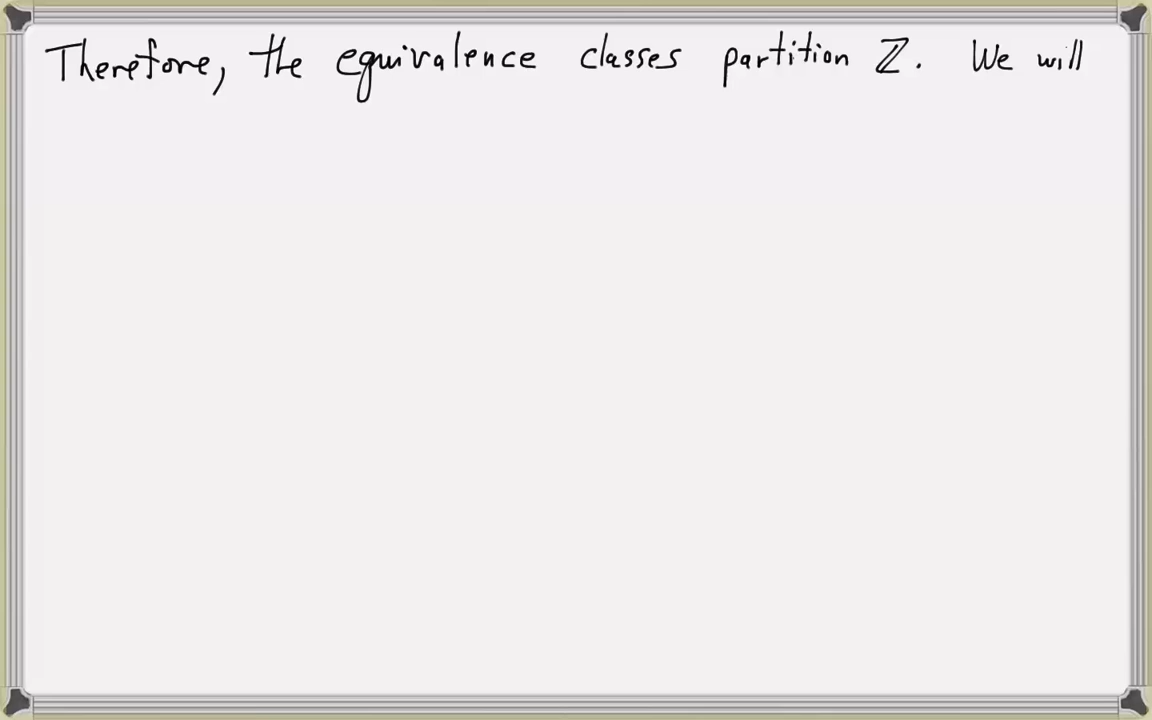 Therefore, the equivalence classes partition ℤ. We will